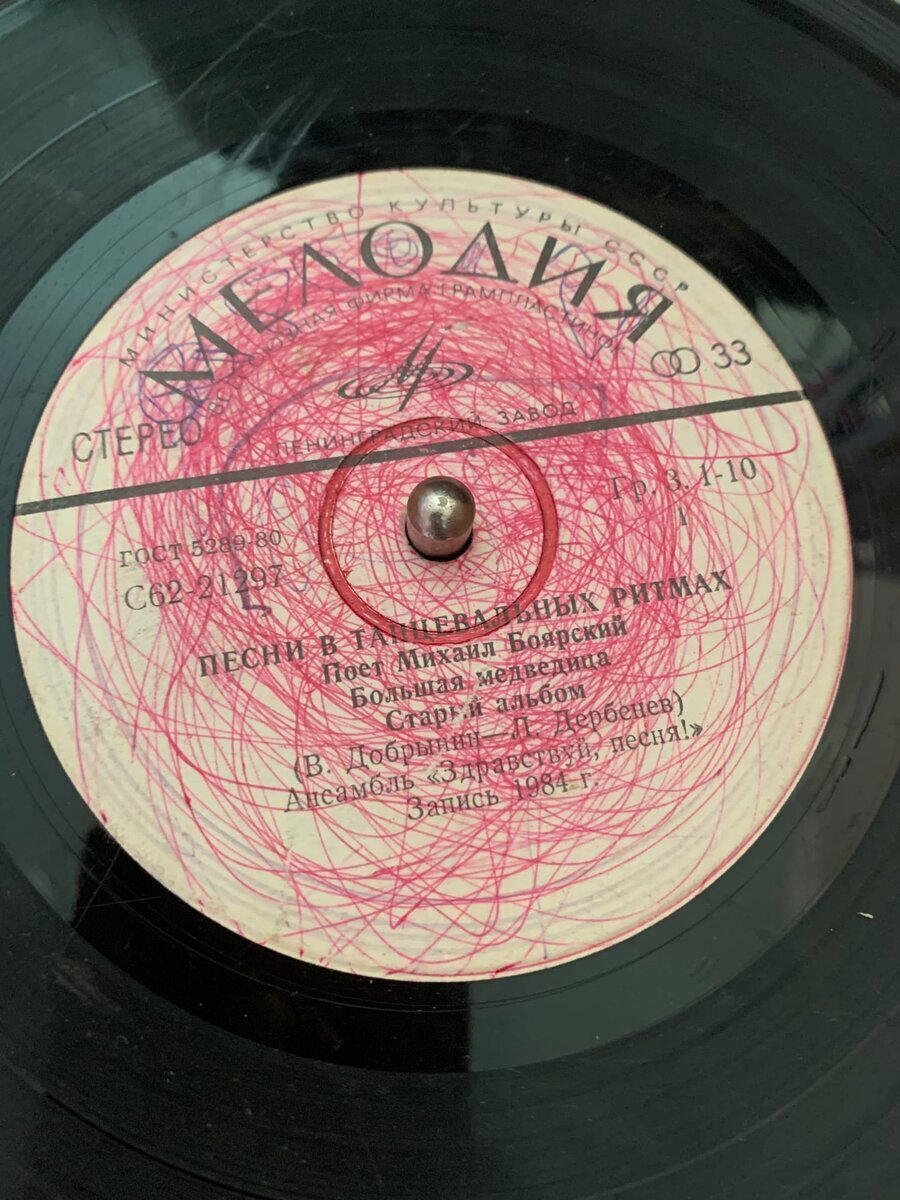 МИНИСТЕРСТВО КУЛЬТУРЫ СССР
МЕЛОДИЯ
ВСЕСОЮЗНАЯ ФИРМА ГРАМПЛАСТИНОК
33
СТЕРЕО
ЛЕНИНГРАДСКИЙ ЗАВОД
Гр. 3. 1-10
ГОСТ 5289-80
1
С62-21297
ПЕСНИ В ТАНЦЕВАЛЬНЫХ РИТМАХ
Поет Михаил Боярский
Большая медведица
Старый альбом
(В. Добрынин—Л. Дербенев)
Ансамбль «Здравствуй, песня!»
Запись 1984 г.